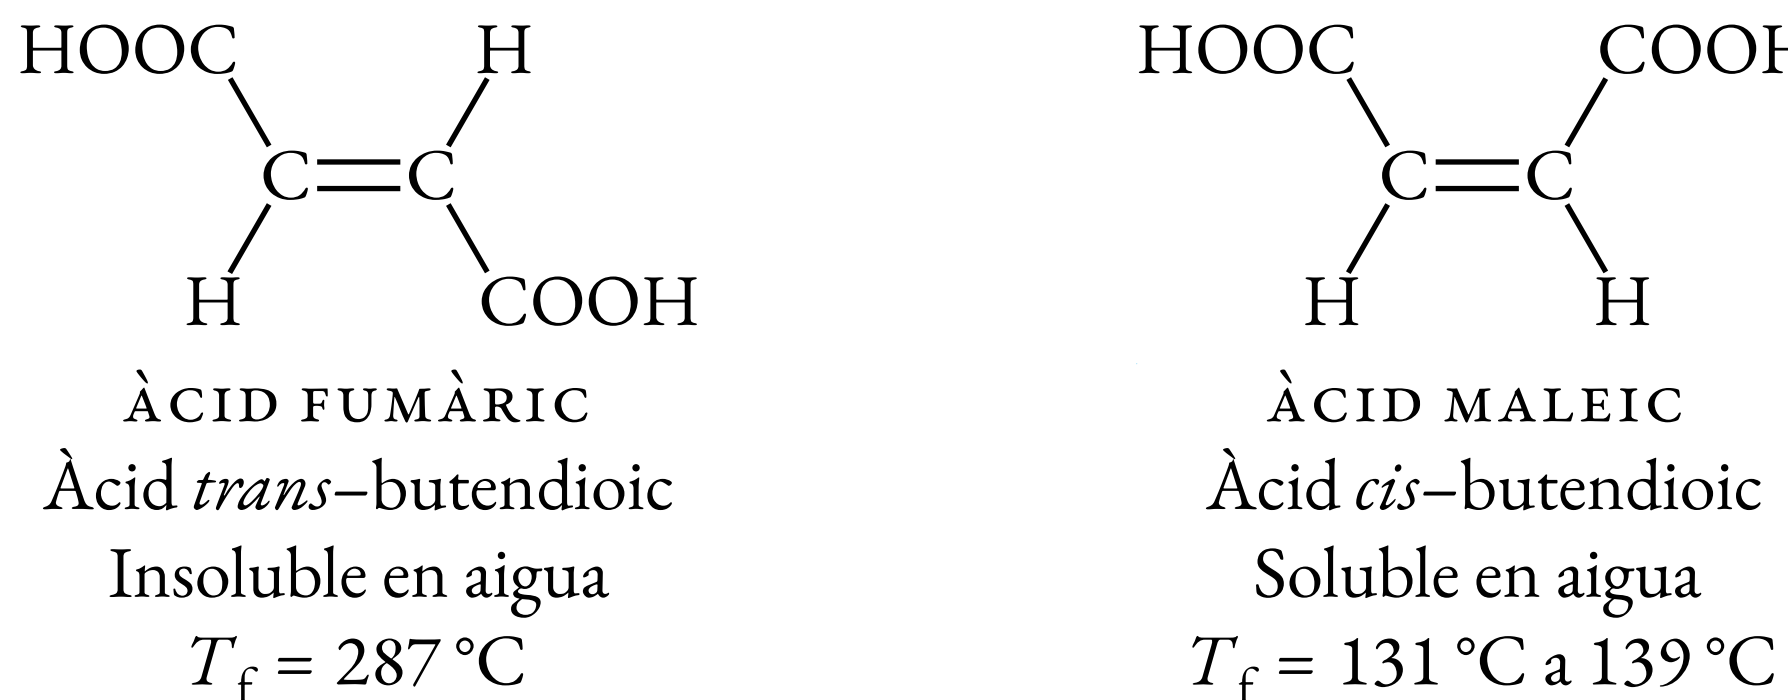 HOOC H HOOC COOH
C C C C
H COOH H H
ÀCID FUMÀRIC ÀCID MALEIC
Àcid trans–butendioic Àcid cis–butendioic
Insoluble en aigua Soluble en aigua
Tf = 287 °C Tf = 131 °C a 139 °C